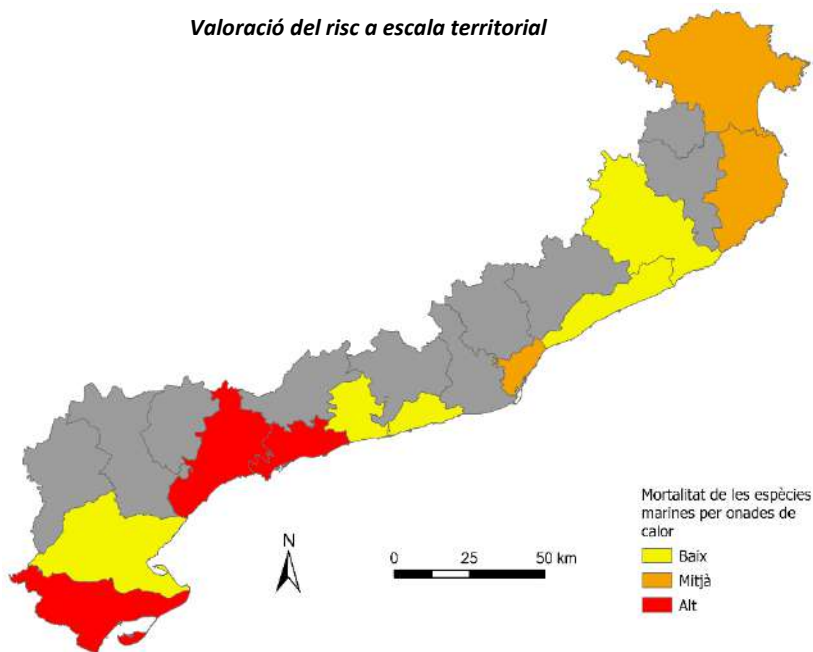 Valoració del risc a escala territorial
N
0 25 50 km
Mortalitat de les espècies
marines per onades de
calor
Baix
Mitjà
Alt